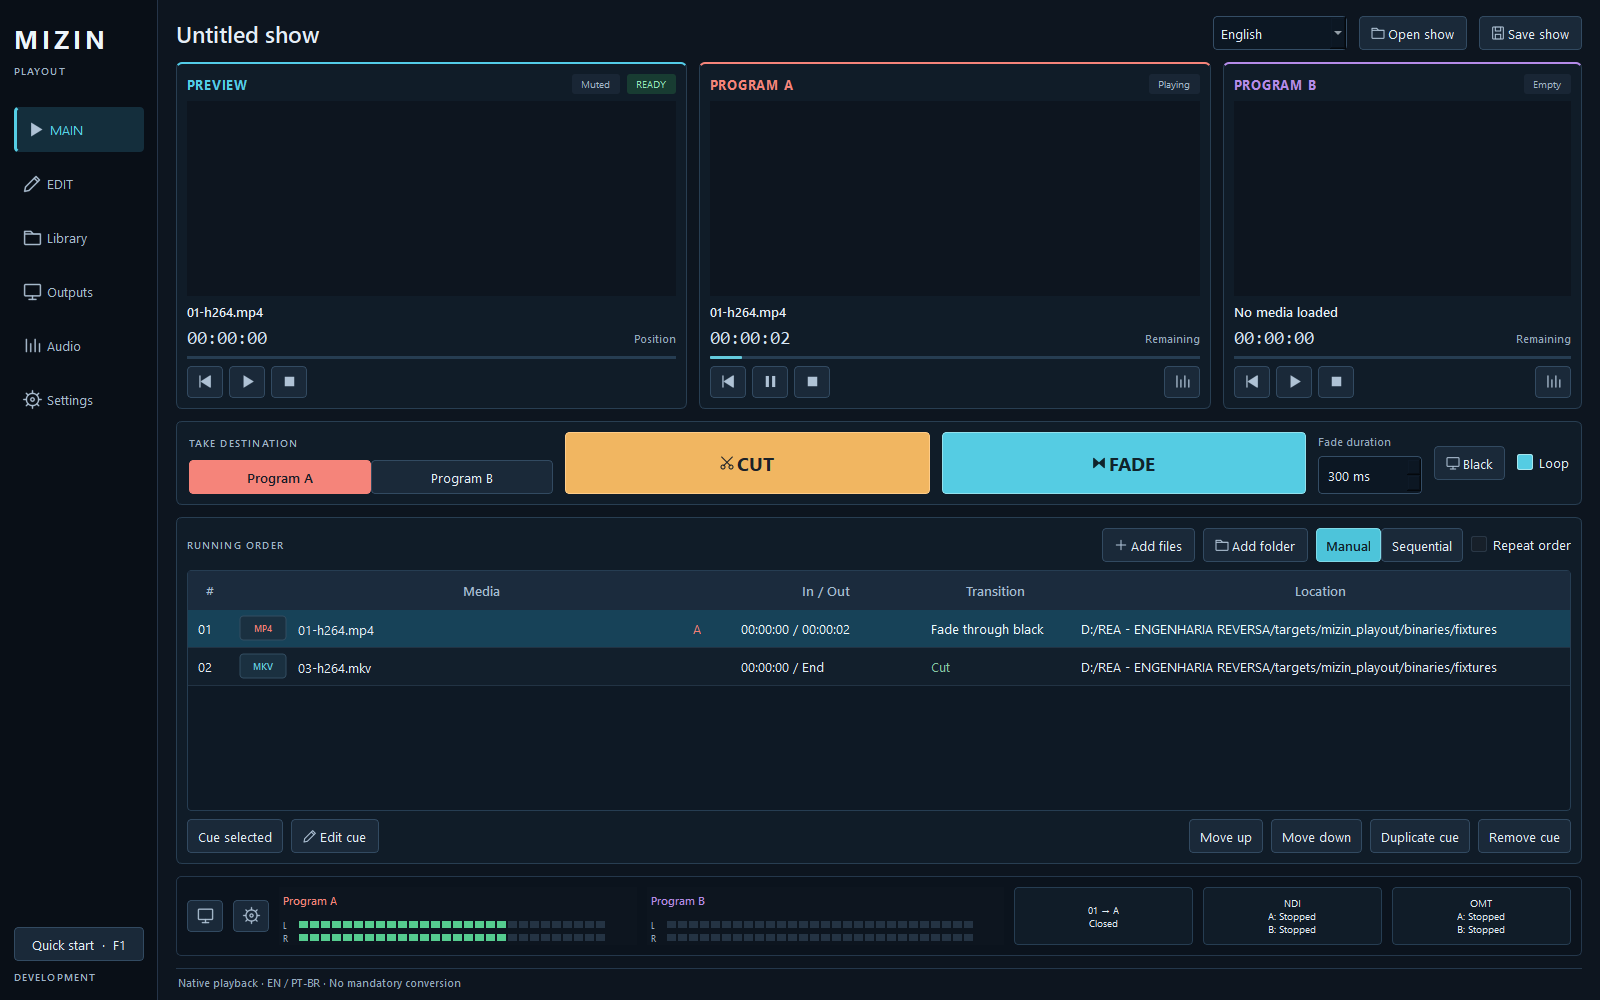 MIZIN
PLAYOUT
MAIN
EDIT
Library
Outputs
Audio
Settings
Quick start · F1
DEVELOPMENT
Untitled show
English
Open show
Save show
PREVIEW
Muted
READY
01-h264.mp4
00:00:00
Position
PROGRAM A
Playing
01-h264.mp4
00:00:02
Remaining
PROGRAM B
Empty
No media loaded
00:00:00
Remaining
TAKE DESTINATION
Program A
Program B
CUT
FADE
Fade duration
300 ms
Black
Loop
RUNNING ORDER
Add files
Add folder
Manual
Sequential
Repeat order
# Media In / Out Transition Location
01 MP4 01-h264.mp4 A 00:00:00 / 00:00:02 Fade through black D:/REA - ENGENHARIA REVERSA/targets/mizin_playout/binaries/fixtures
02 MKV 03-h264.mkv 00:00:00 / End Cut D:/REA - ENGENHARIA REVERSA/targets/mizin_playout/binaries/fixtures
Cue selected
Edit cue
Move up
Move down
Duplicate cue
Remove cue
Program A
L
R
Program B
L
R
01 → A
Closed
NDI
A: Stopped
B: Stopped
OMT
A: Stopped
B: Stopped
Native playback · EN / PT-BR · No mandatory conversion